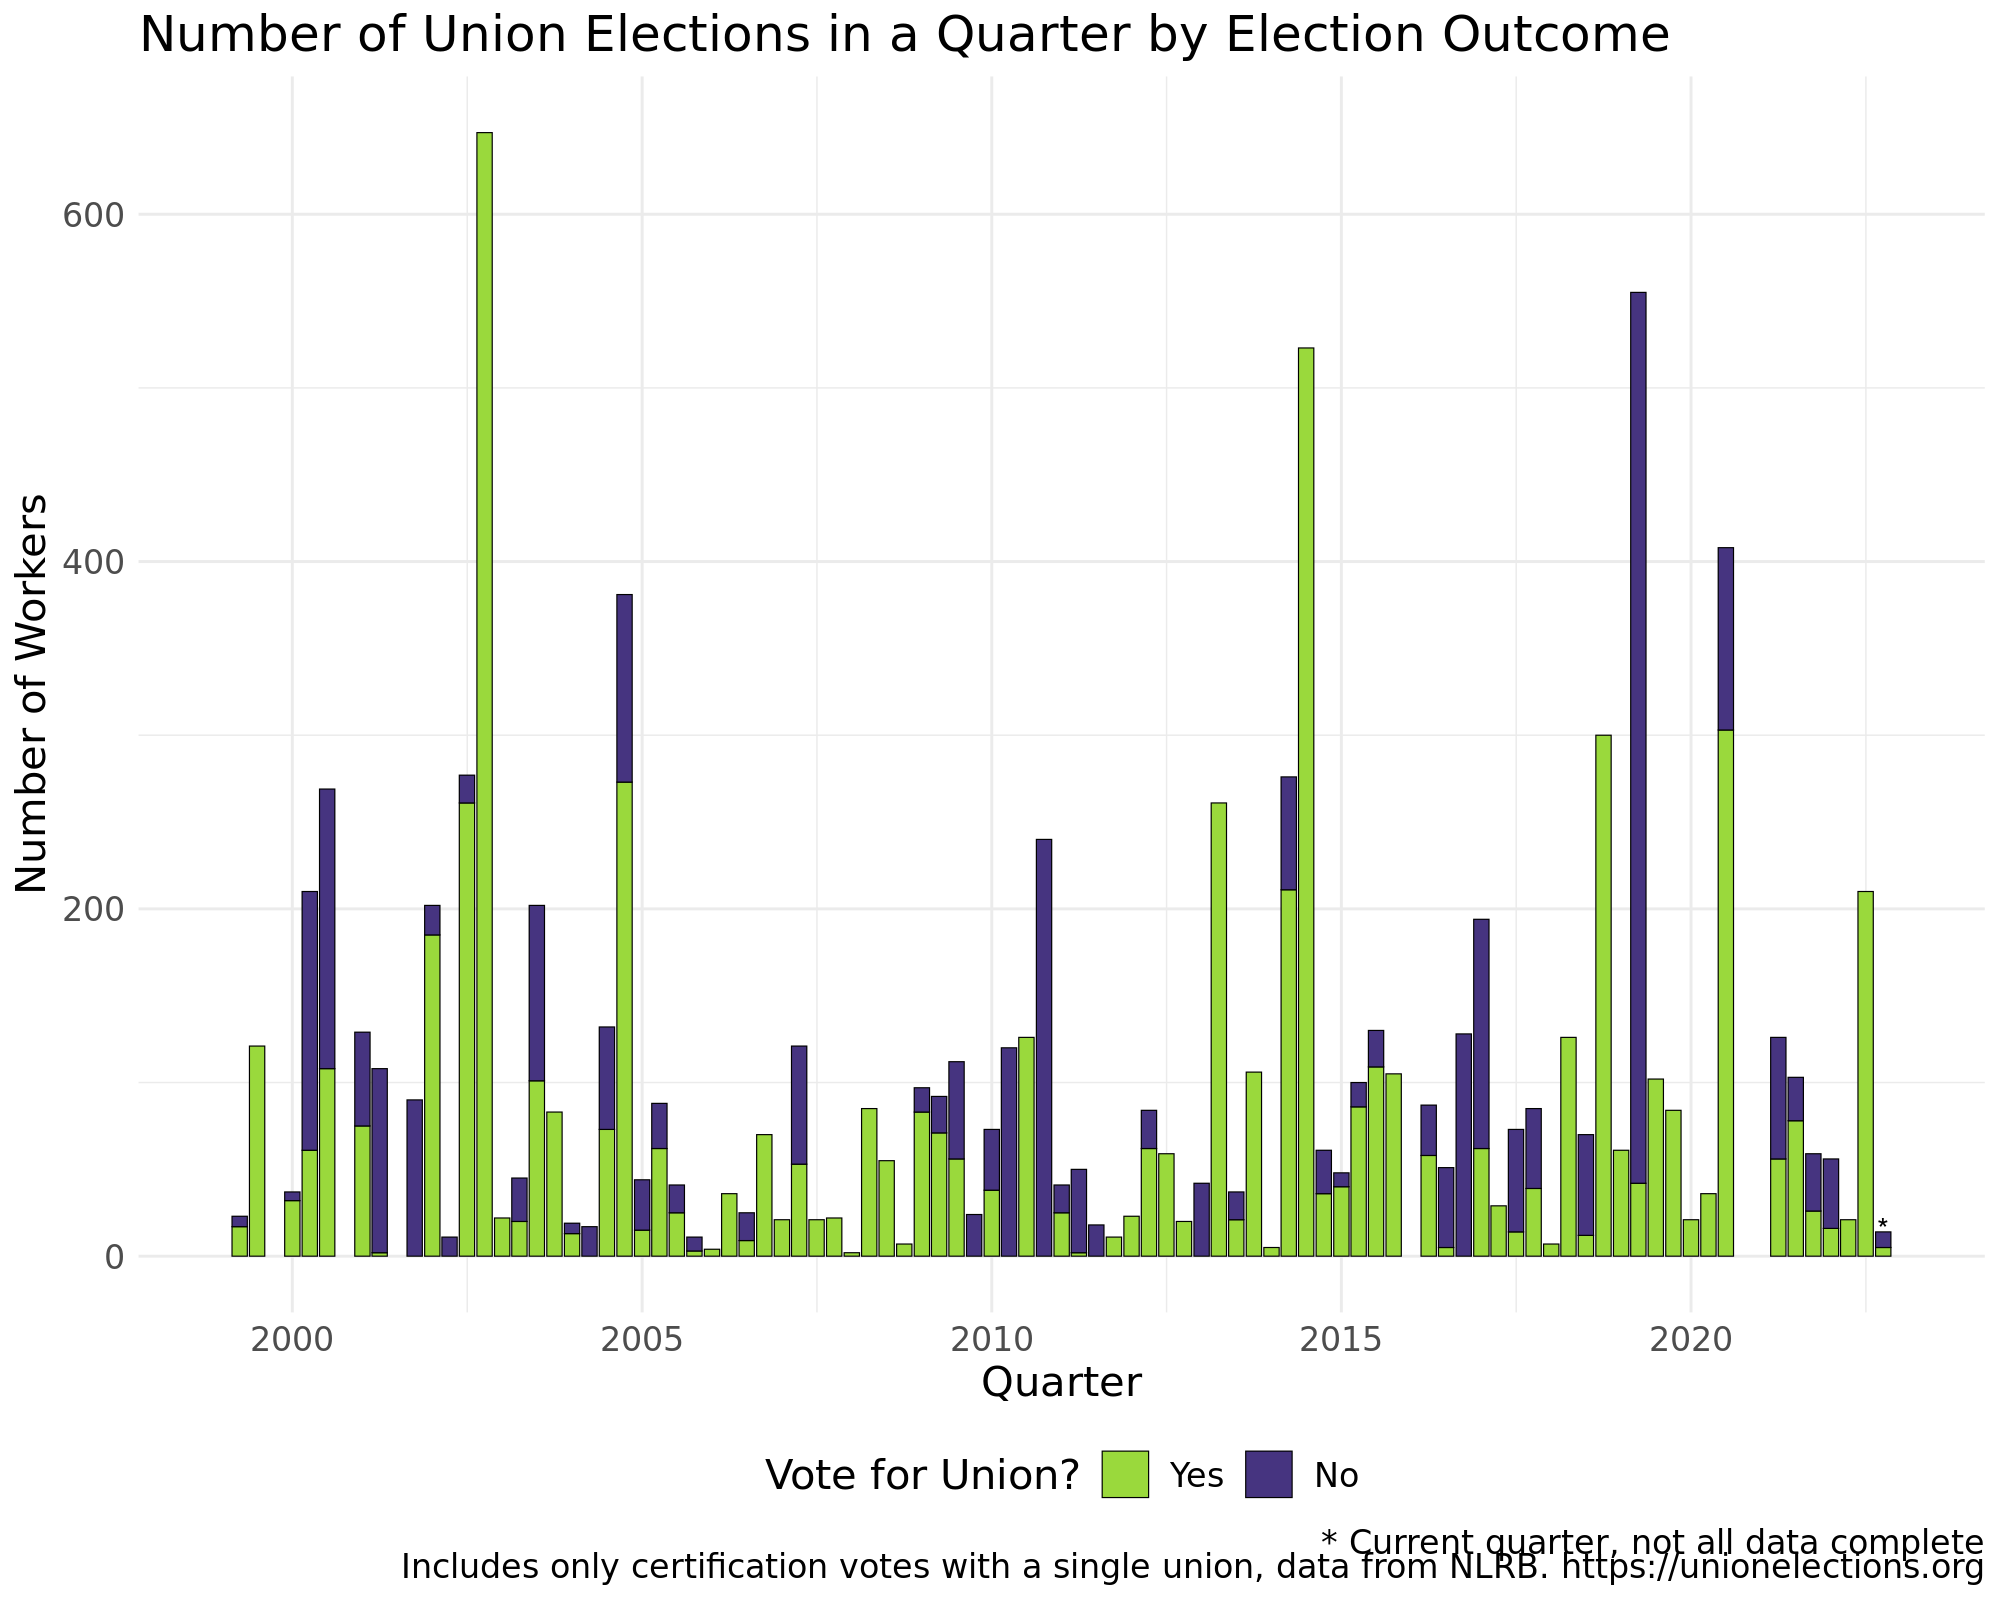 Number of Union Elections in a Quarter by Election Outcome
Number of Workers
600
400
200
0
*
2000 2005 2010 2015 2020
Quarter
Vote for Union? Yes No
* Current quarter, not all data complete
Includes only certification votes with a single union, data from NLRB. https://unionelections.org